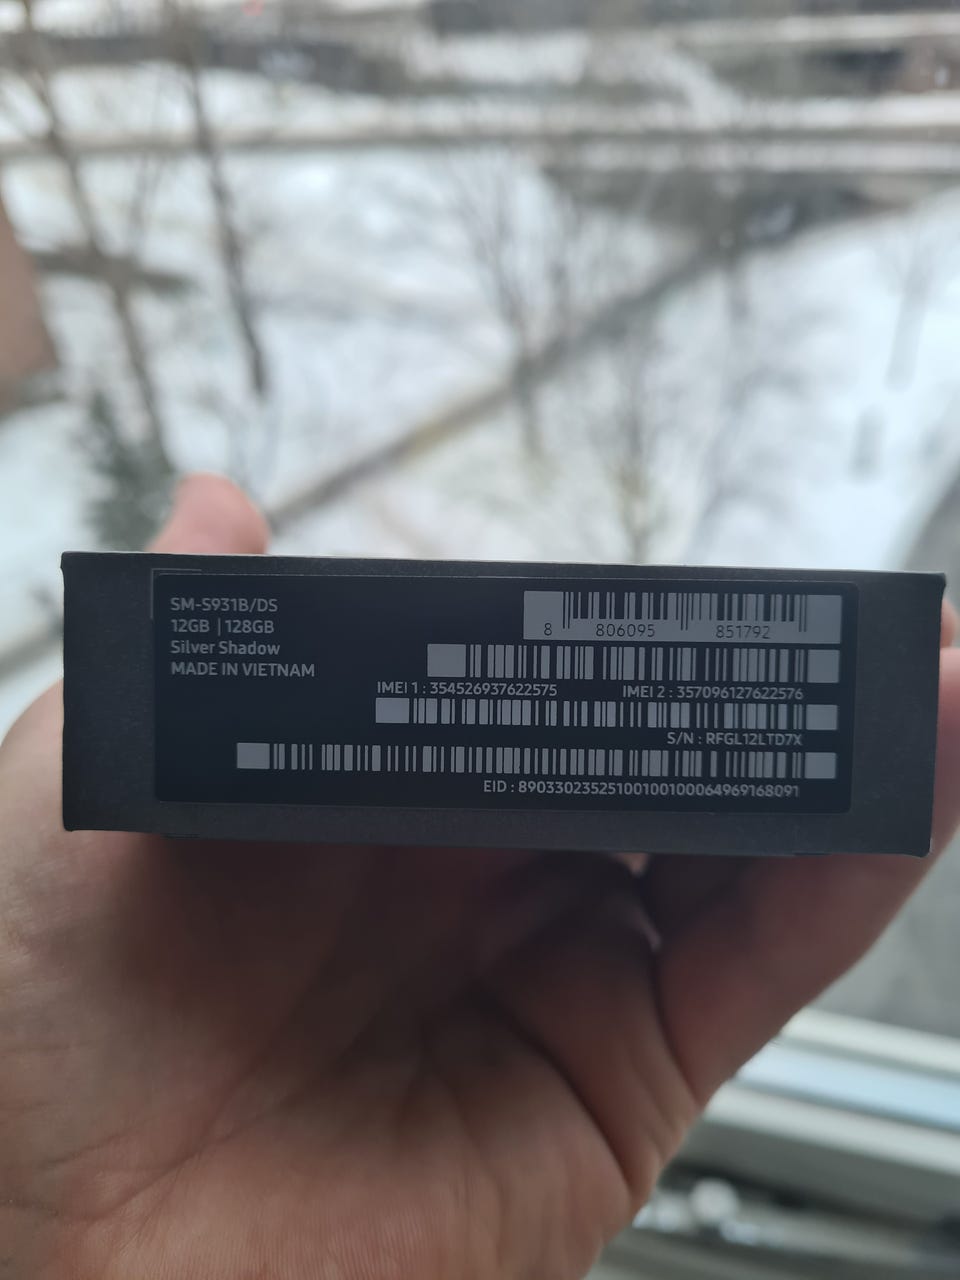 SM-S931B/DS
12GB | 128GB
Silver Shadow
MADE IN VIETNAM
8 806095 851792
IMEI 1 : 354526937622575 IMEI 2 : 357096127622576
S/N : RFGL12LTD7X
EID : 89033023525100100100064969168091